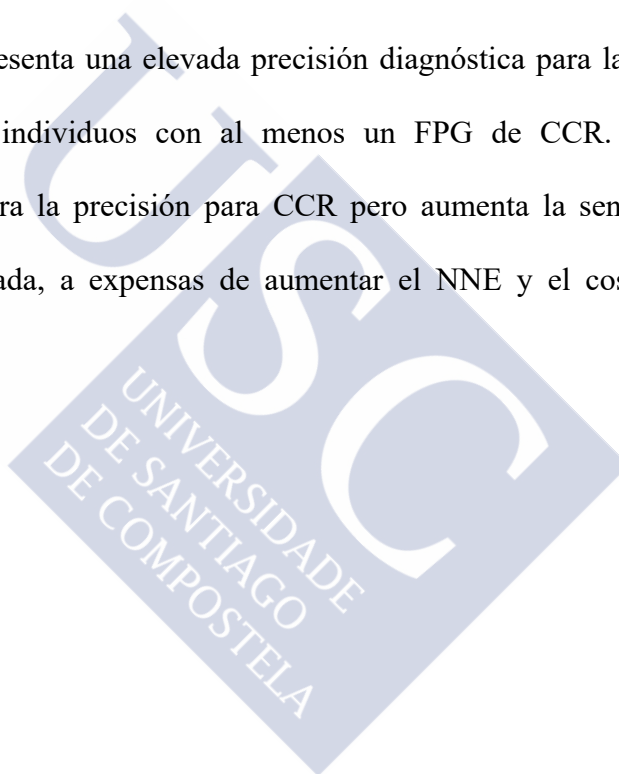 esenta una elevada precisión diagnóstica para la
individuos con al menos un FPG de CCR.
ra la precisión para CCR pero aumenta la sen
ada, a expensas de aumentar el NNE y el cos
USC
UNIVERSIDADE
DE SANTIAGO
DE COMPOSTELA